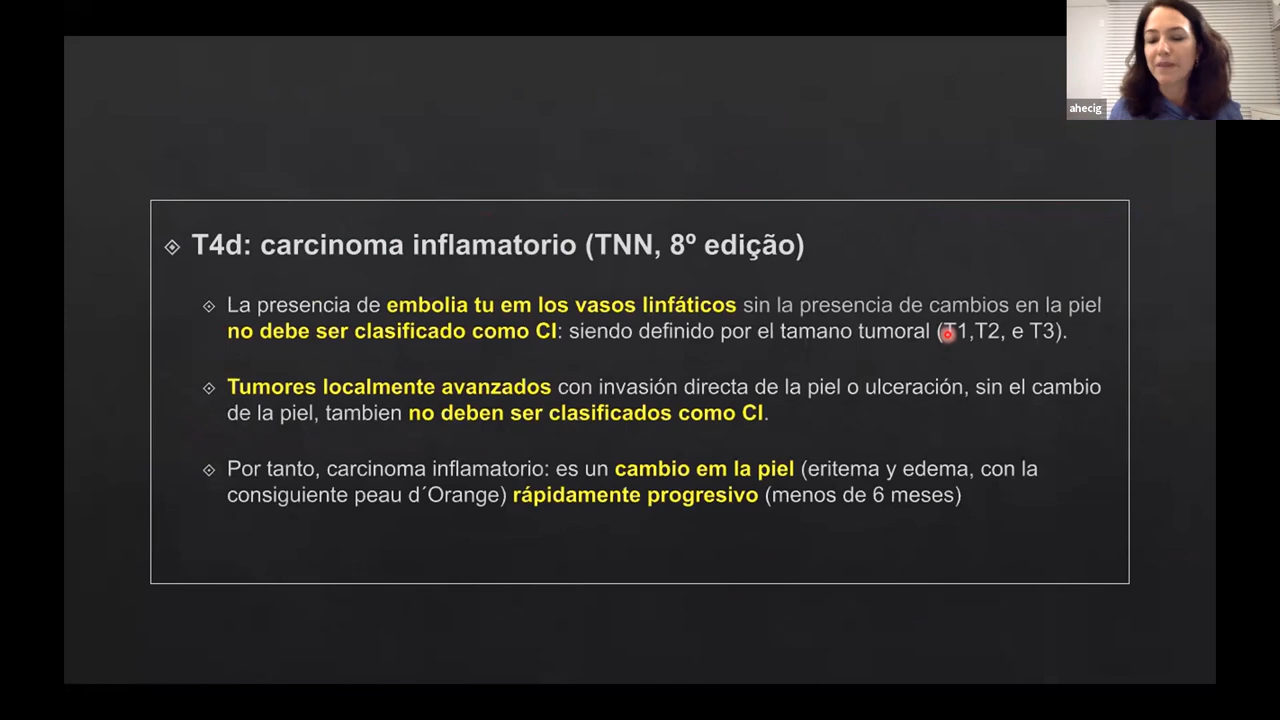 ahecig
T4d: carcinoma inflamatorio (TNN, 8º edição)
La presencia de embolia tu em los vasos linfáticos sin la presencia de cambios en la piel
no debe ser clasificado como CI: siendo definido por el tamano tumoral (T1,T2, e T3).
Tumores localmente avanzados con invasión directa de la piel o ulceración, sin el cambio
de la piel, tambien no deben ser clasificados como CI.
Por tanto, carcinoma inflamatorio: es un cambio em la piel (eritema y edema, con la
consiguiente peau d´Orange) rápidamente progresivo (menos de 6 meses)